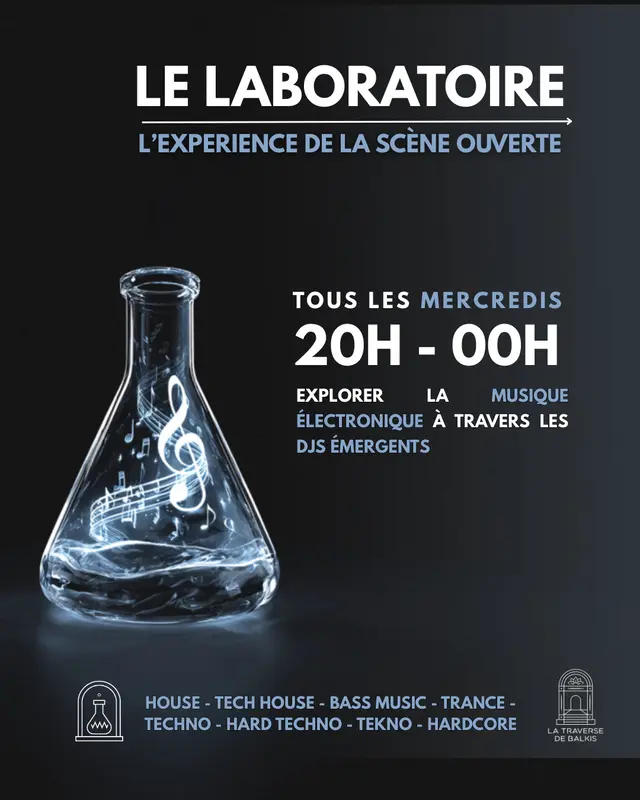 LE LABORATOIRE
L'EXPERIENCE DE LA SCÈNE OUVERTE
TOUS LES MERCREDIS
20H - 00H
EXPLORER LA MUSIQUE
ÉLECTRONIQUE À TRAVERS LES
DJS ÉMERGENTS
HOUSE - TECH HOUSE - BASS MUSIC - TRANCE -
TECHNO - HARD TECHNO - TEKNO - HARDCORE
LA TRAVERSE
DE BALKIS